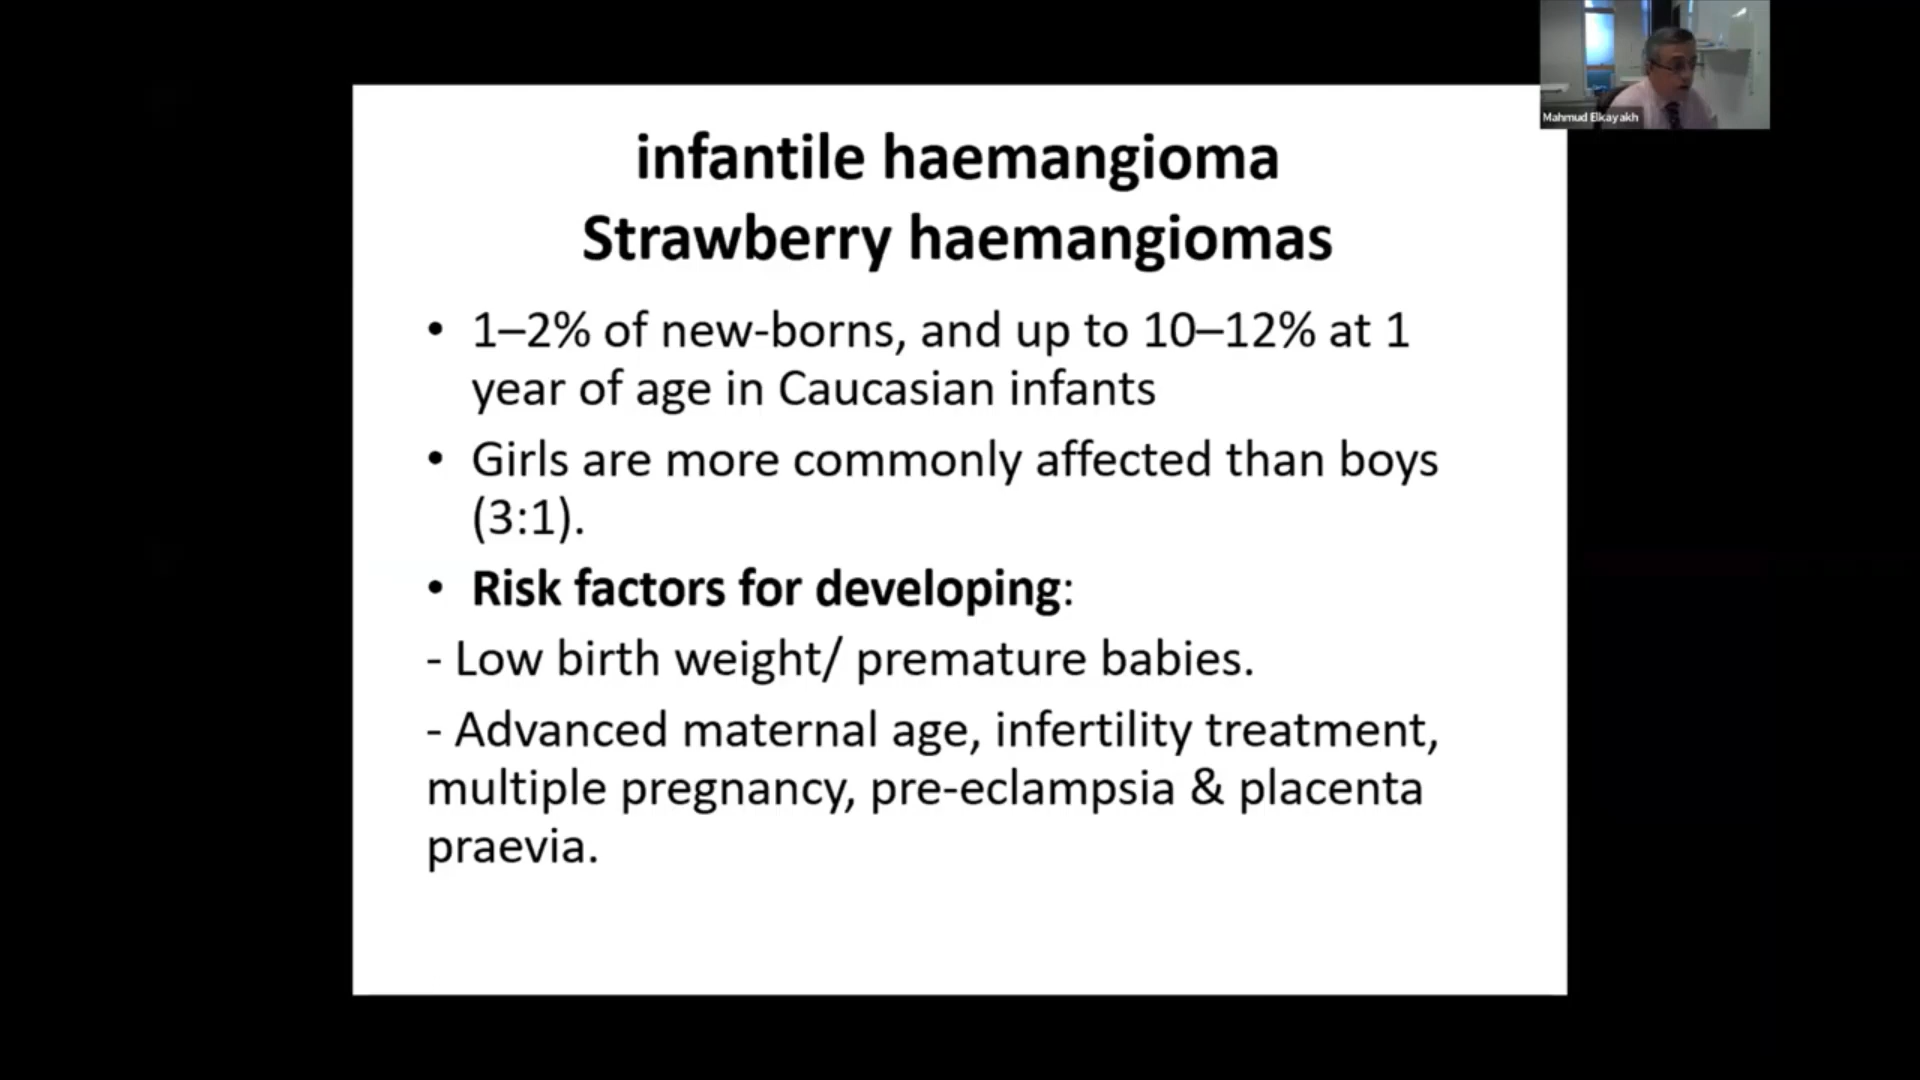 Mahmud Elkayakh
infantile haemangioma
Strawberry haemangiomas
• 1–2% of new-borns, and up to 10–12% at 1
year of age in Caucasian infants
• Girls are more commonly affected than boys
(3:1).
• Risk factors for developing:
- Low birth weight/ premature babies.
- Advanced maternal age, infertility treatment,
multiple pregnancy, pre-eclampsia & placenta
praevia.